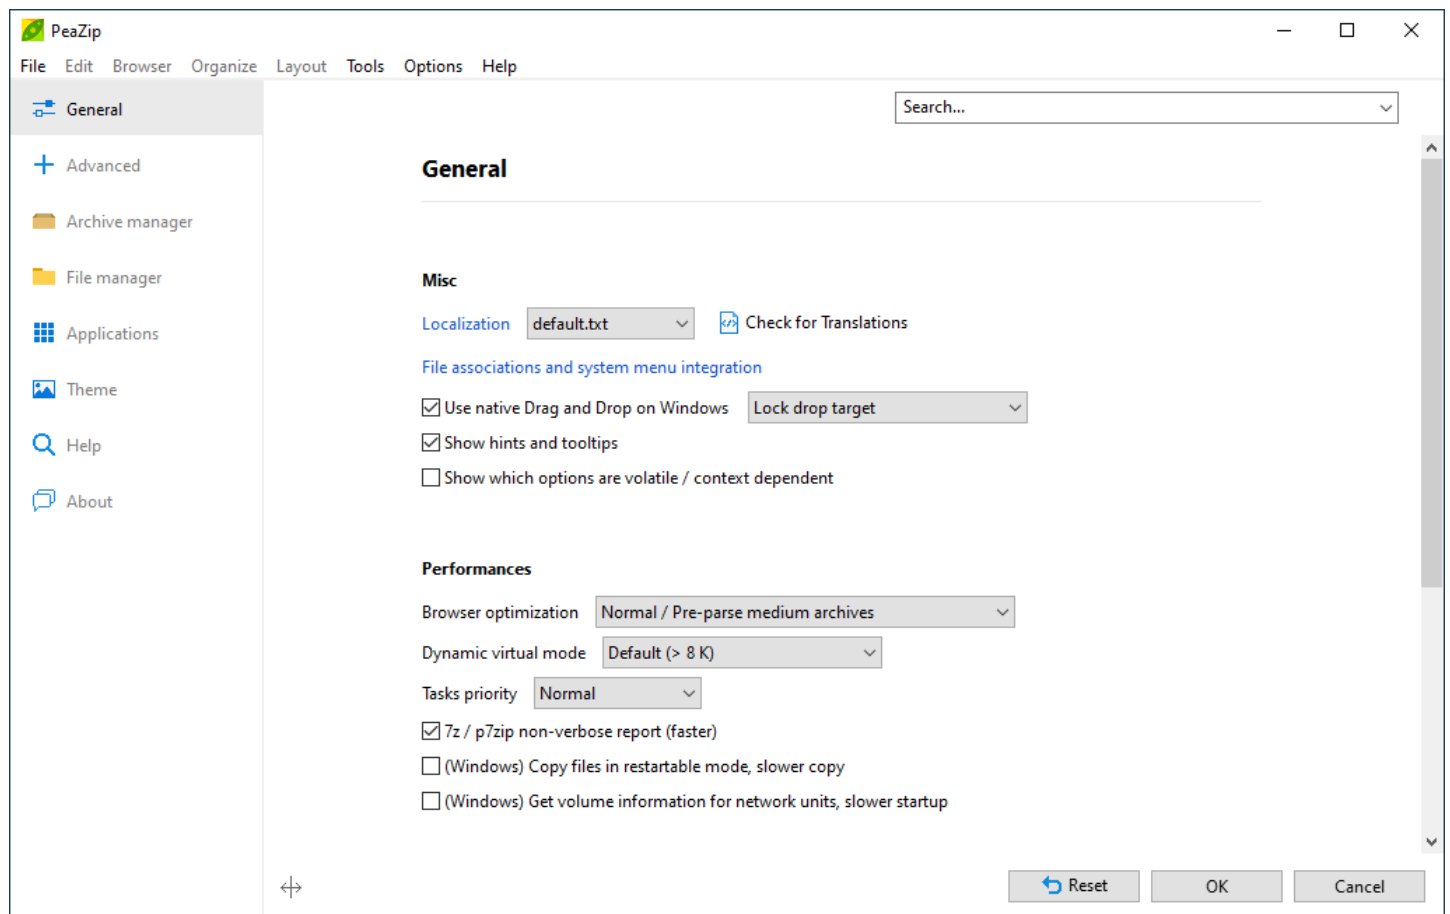 PeaZip
File Edit Browser Organize Layout Tools Options Help
General
Advanced
Archive manager
File manager
Applications
Theme
Help
About
Search...
General
Misc
Localization default.txt Check for Translations
File associations and system menu integration
Use native Drag and Drop on Windows Lock drop target
Show hints and tooltips
Show which options are volatile / context dependent
Performances
Browser optimization Normal / Pre-parse medium archives
Dynamic virtual mode Default (> 8 K)
Tasks priority Normal
7z / p7zip non-verbose report (faster)
(Windows) Copy files in restartable mode, slower copy
(Windows) Get volume information for network units, slower startup
Reset OK Cancel